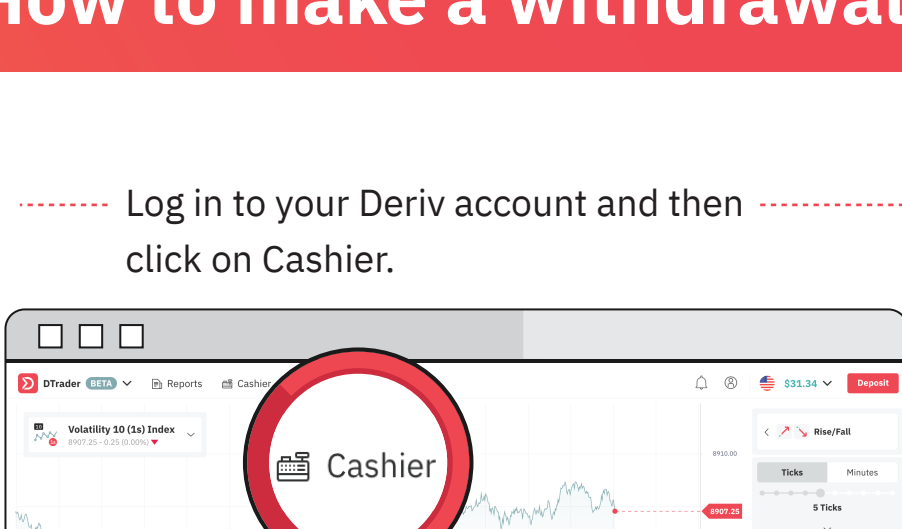 How to make a withdrawal
Log in to your Deriv account and then
click on Cashier.
DTrader BETA Reports Cashier $31.34 Deposit
10 Volatility 10 (1s) Index
1s 8907.25 - 0.25 (0.00%)
Rise/Fall
8910.00
Cashier
Ticks Minutes
5 Ticks
8907.25